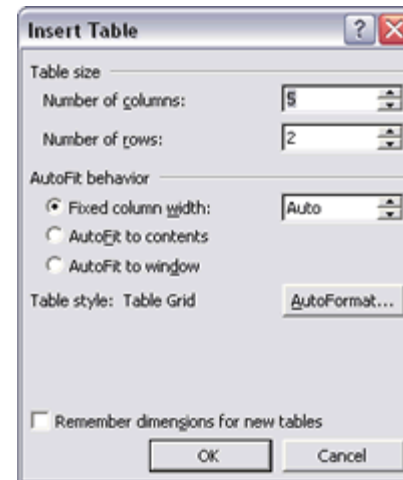 Insert Table
?
Table size
Number of columns: 5
Number of rows: 2
AutoFit behavior
Fixed column width: Auto
AutoFit to contents
AutoFit to window
Table style: Table Grid AutoFormat...
Remember dimensions for new tables
OK Cancel